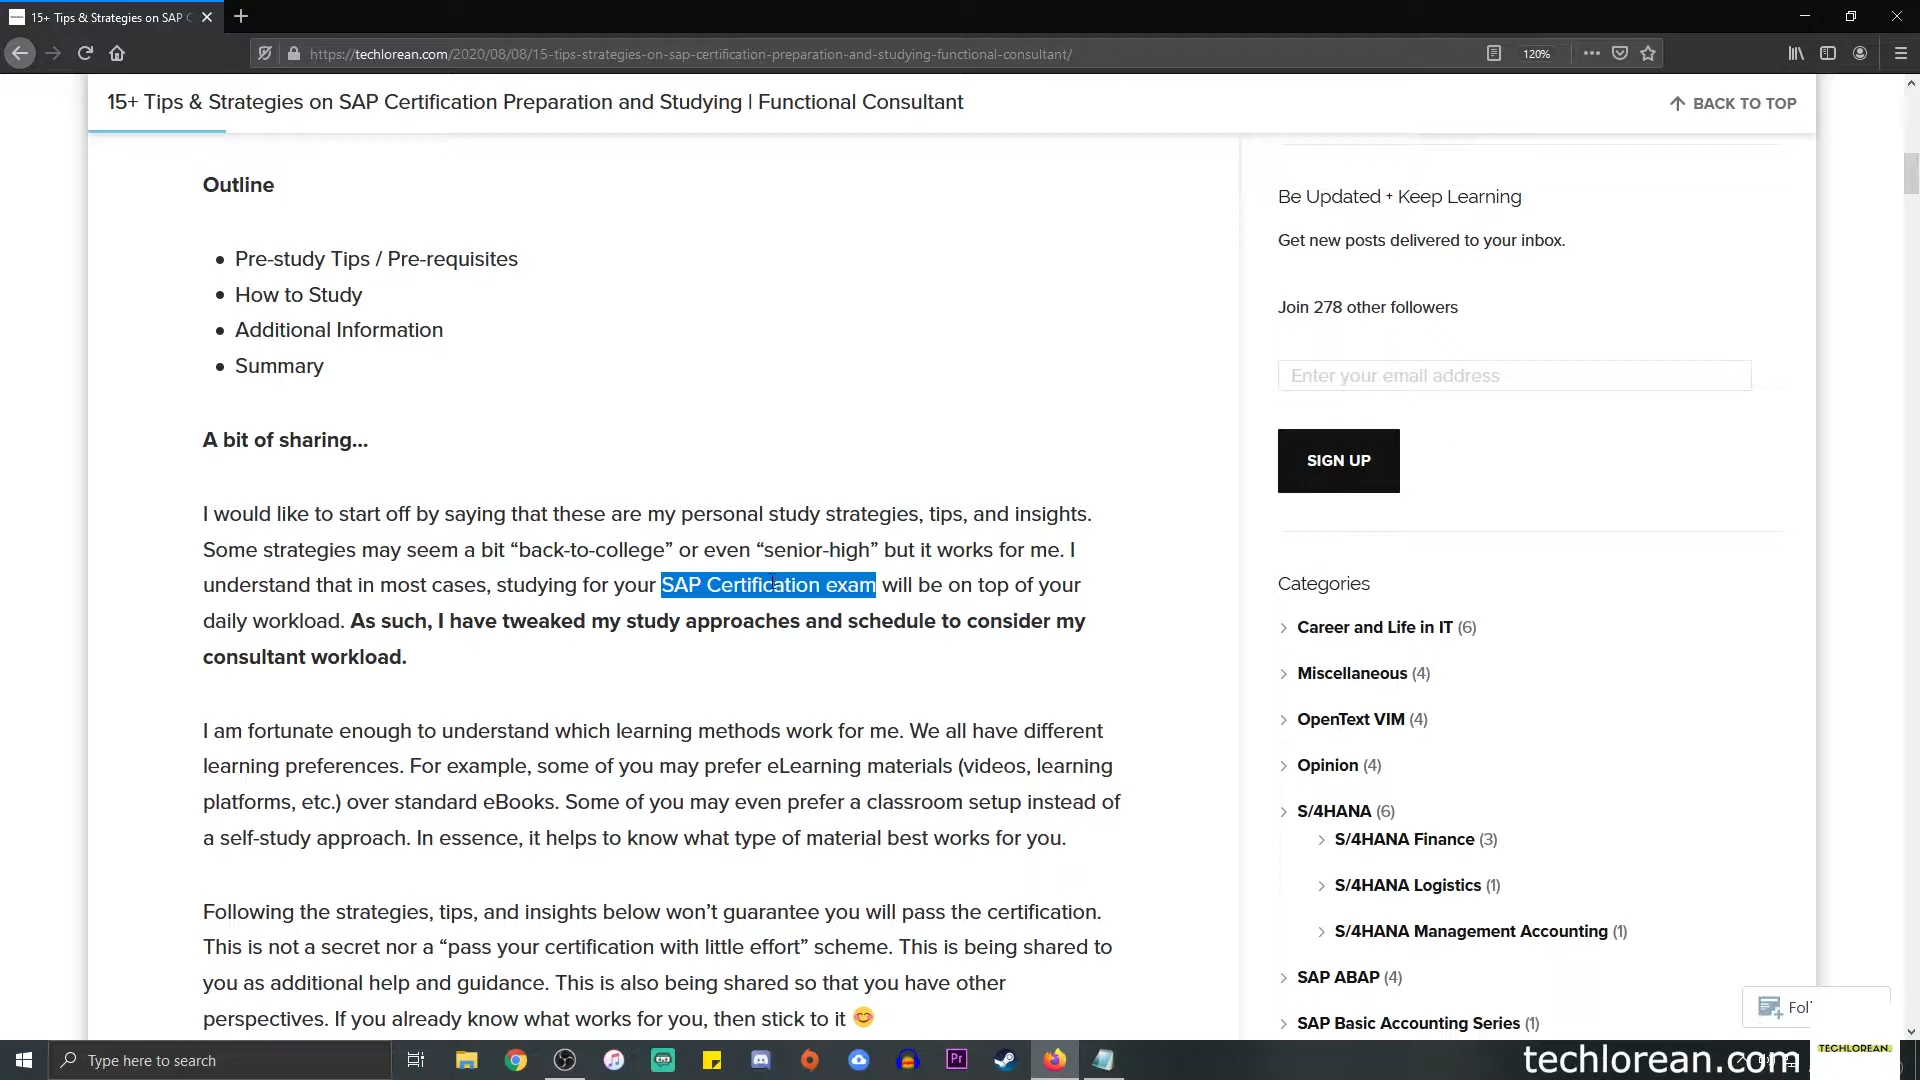 15+ Tips & Strategies on SAP C
https://techlorean.com/2020/08/08/15-tips-strategies-on-sap-certification-preparation-and-studying-functional-consultant/
120%
15+ Tips & Strategies on SAP Certification Preparation and Studying | Functional Consultant
BACK TO TOP
Outline
Pre-study Tips / Pre-requisites
How to Study
Additional Information
Summary
A bit of sharing...
I would like to start off by saying that these are my personal study strategies, tips, and insights.
Some strategies may seem a bit “back-to-college” or even “senior-high” but it works for me. I
understand that in most cases, studying for your SAP Certification exam will be on top of your
daily workload. As such, I have tweaked my study approaches and schedule to consider my
consultant workload.
I am fortunate enough to understand which learning methods work for me. We all have different
learning preferences. For example, some of you may prefer eLearning materials (videos, learning
platforms, etc.) over standard eBooks. Some of you may even prefer a classroom setup instead of
a self-study approach. In essence, it helps to know what type of material best works for you.
Following the strategies, tips, and insights below won’t guarantee you will pass the certification.
This is not a secret nor a “pass your certification with little effort” scheme. This is being shared to
you as additional help and guidance. This is also being shared so that you have other
perspectives. If you already know what works for you, then stick to it 😊
Be Updated + Keep Learning
Get new posts delivered to your inbox.
Join 278 other followers
Enter your email address
SIGN UP
Categories
Career and Life in IT (6)
Miscellaneous (4)
OpenText VIM (4)
Opinion (4)
S/4HANA (6)
S/4HANA Finance (3)
S/4HANA Logistics (1)
S/4HANA Management Accounting (1)
SAP ABAP (4)
SAP Basic Accounting Series (1)
Fol
Type here to search
Pr
techlorean.com
TECHLOREAN.